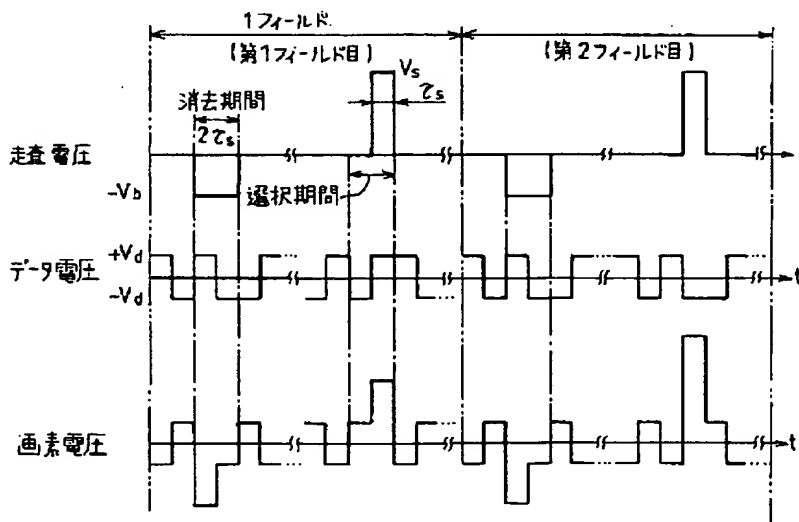 1フィールド
(第1フィールド目)
(第2フィールド目)
Vs
τs
消去期間
2τs
走査電圧
-Vb
選択期間
+Vd
データ電圧
-Vd
t
画素電圧
t